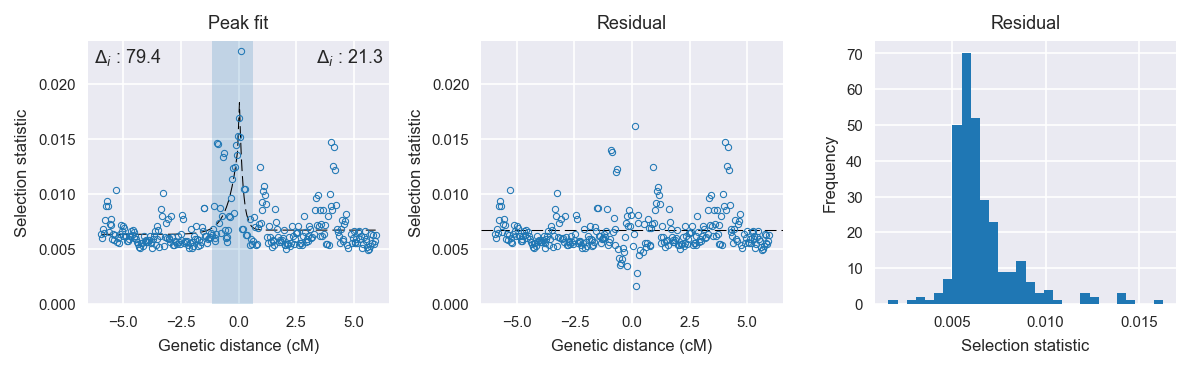 Peak fit
Δi : 79.4
Δi : 21.3
Selection statistic
0.020
0.015
0.010
0.005
0.000
−5.0
−2.5
0.0
2.5
5.0
Genetic distance (cM)
Residual
Selection statistic
0.020
0.015
0.010
0.005
0.000
−5.0
−2.5
0.0
2.5
5.0
Genetic distance (cM)
Residual
Frequency
70
60
50
40
30
20
10
0
0.005
0.010
0.015
Selection statistic